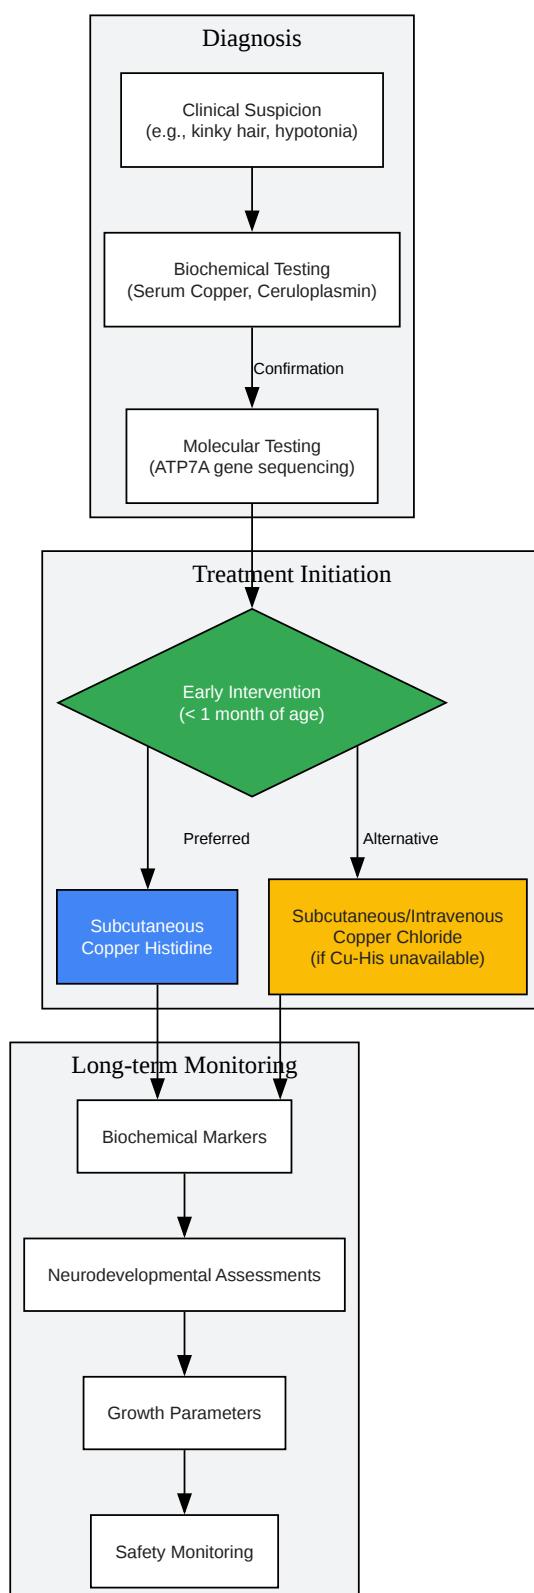 Diagnosis
Clinical Suspicion
(e.g., kinky hair, hypotonia)
Biochemical Testing
(Serum Copper, Ceruloplasmin)
Confirmation
Molecular Testing
(ATP7A gene sequencing)
Treatment Initiation
Early Intervention
(< 1 month of age)
Preferred
Alternative
Subcutaneous
Copper Histidine
Subcutaneous/Intravenous
Copper Chloride
(if Cu-His unavailable)
Long-term Monitoring
Biochemical Markers
Neurodevelopmental Assessments
Growth Parameters
Safety Monitoring